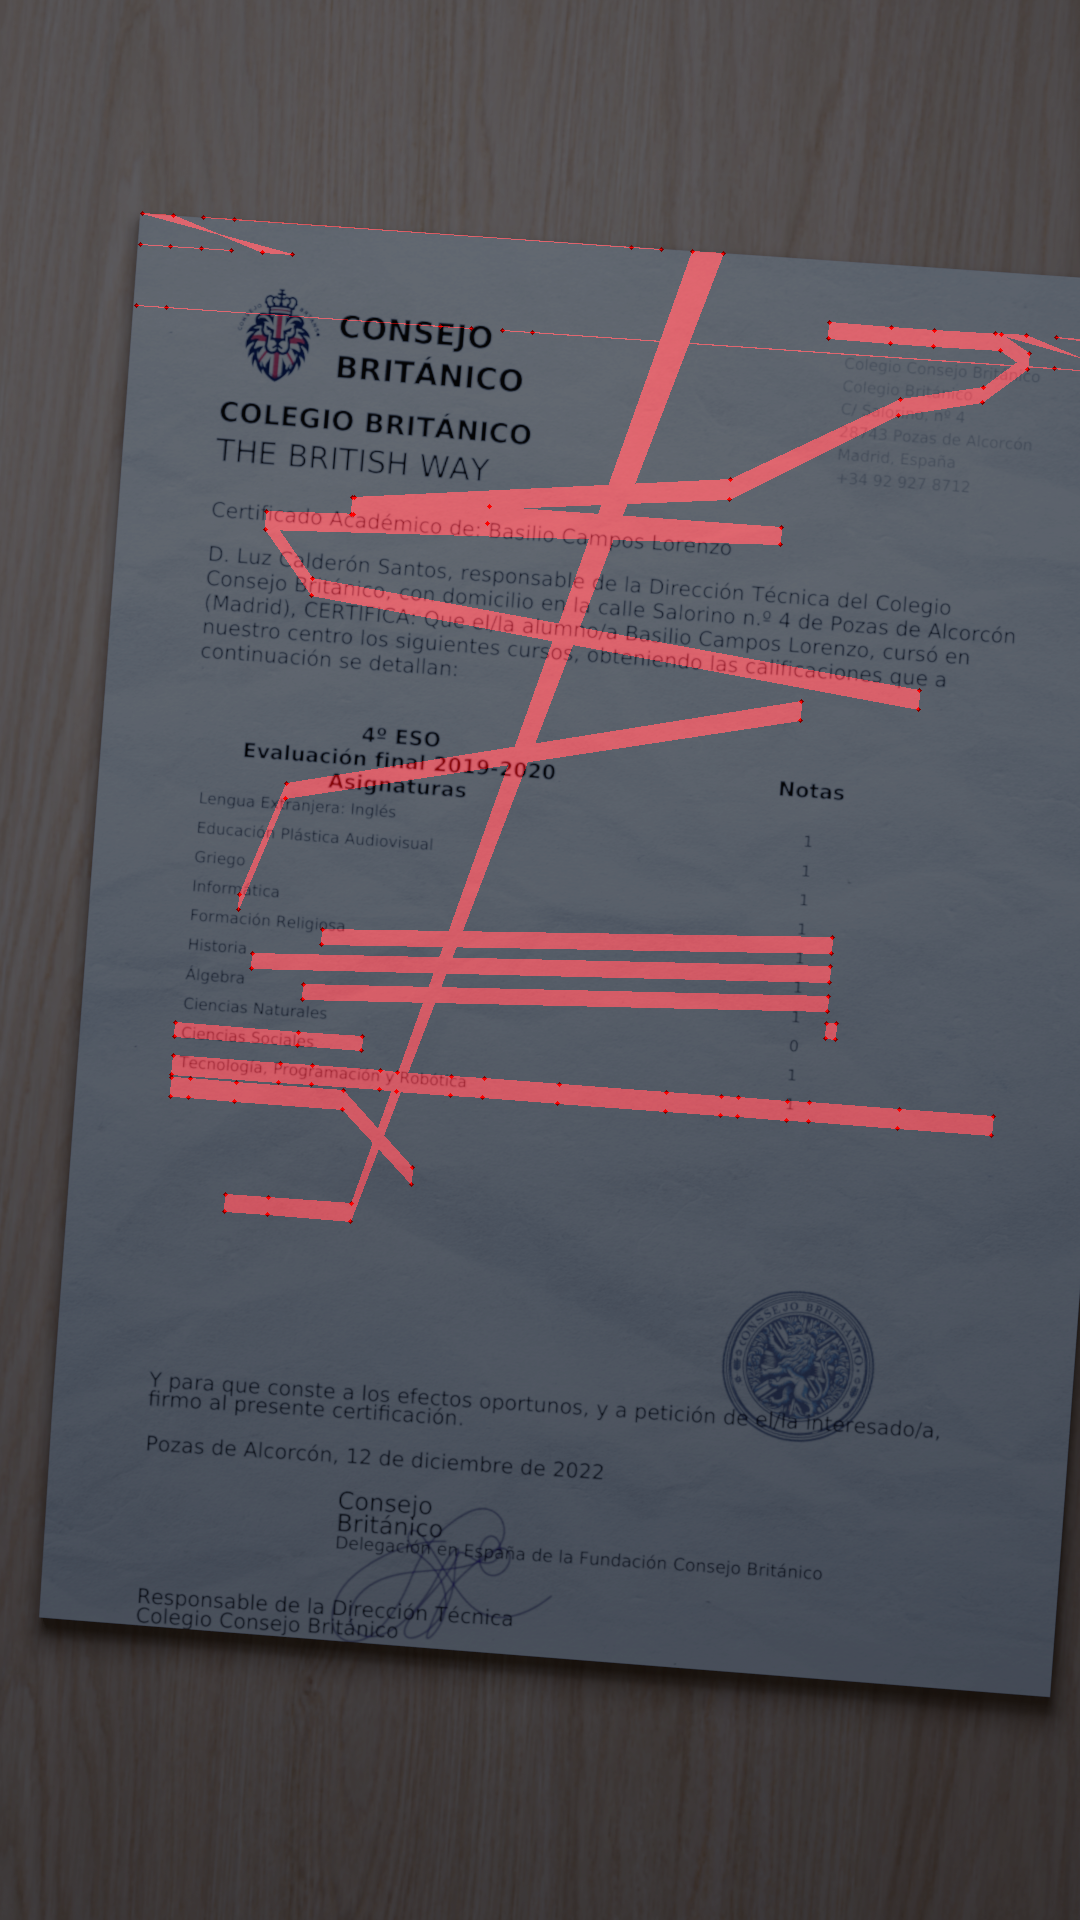 CONSEJO
BRITÁNICO
COLEGIO BRITÁNICO
THE BRITISH WAY
Colegio Consejo Británico
Colegio Británico
C/ Salorino, nº 4
28743 Pozas de Alcorcón
Madrid, España
+34 92 927 8712
Certificado Académico de: Basilio Campos Lorenzo
D. Luz Calderón Santos, responsable de la Dirección Técnica del Colegio
Consejo Británico, con domicilio en la calle Salorino n.º 4 de Pozas de Alcorcón
(Madrid), CERTIFICA: Que el/la alumno/a Basilio Campos Lorenzo, cursó en
nuestro centro los siguientes cursos, obteniendo las calificaciones que a
continuación se detallan:
4º ESO
Evaluación final 2019-2020
Asignaturas Notas
Lengua Extranjera: Inglés 1
Educación Plástica Audiovisual 1
Griego 1
Informática 1
Formación Religiosa 1
Historia 1
Álgebra 1
Ciencias Naturales 0
Ciencias Sociales 1
Tecnología, Programación y Robótica 1
Y para que conste a los efectos oportunos, y a petición de el/la interesado/a,
firmo al presente certificación.
Pozas de Alcorcón, 12 de diciembre de 2022
Consejo
Británico
Delegación en España de la Fundación Consejo Británico
Responsable de la Dirección Técnica
Colegio Consejo Británico